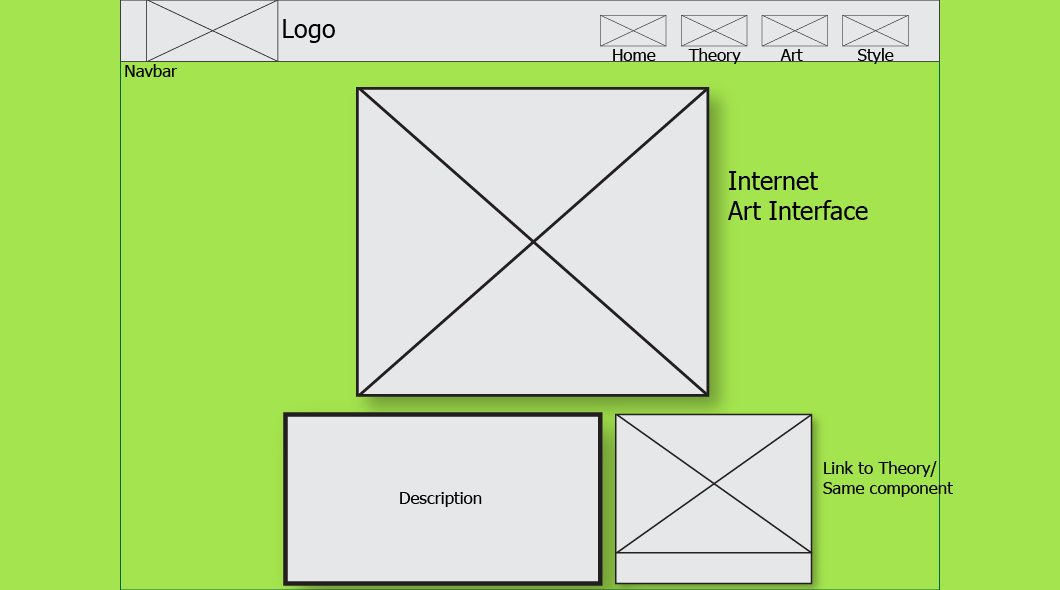 Logo
Home
Theory
Art
Style
Navbar
Internet
Art Interface
Description
Link to Theory/
Same component